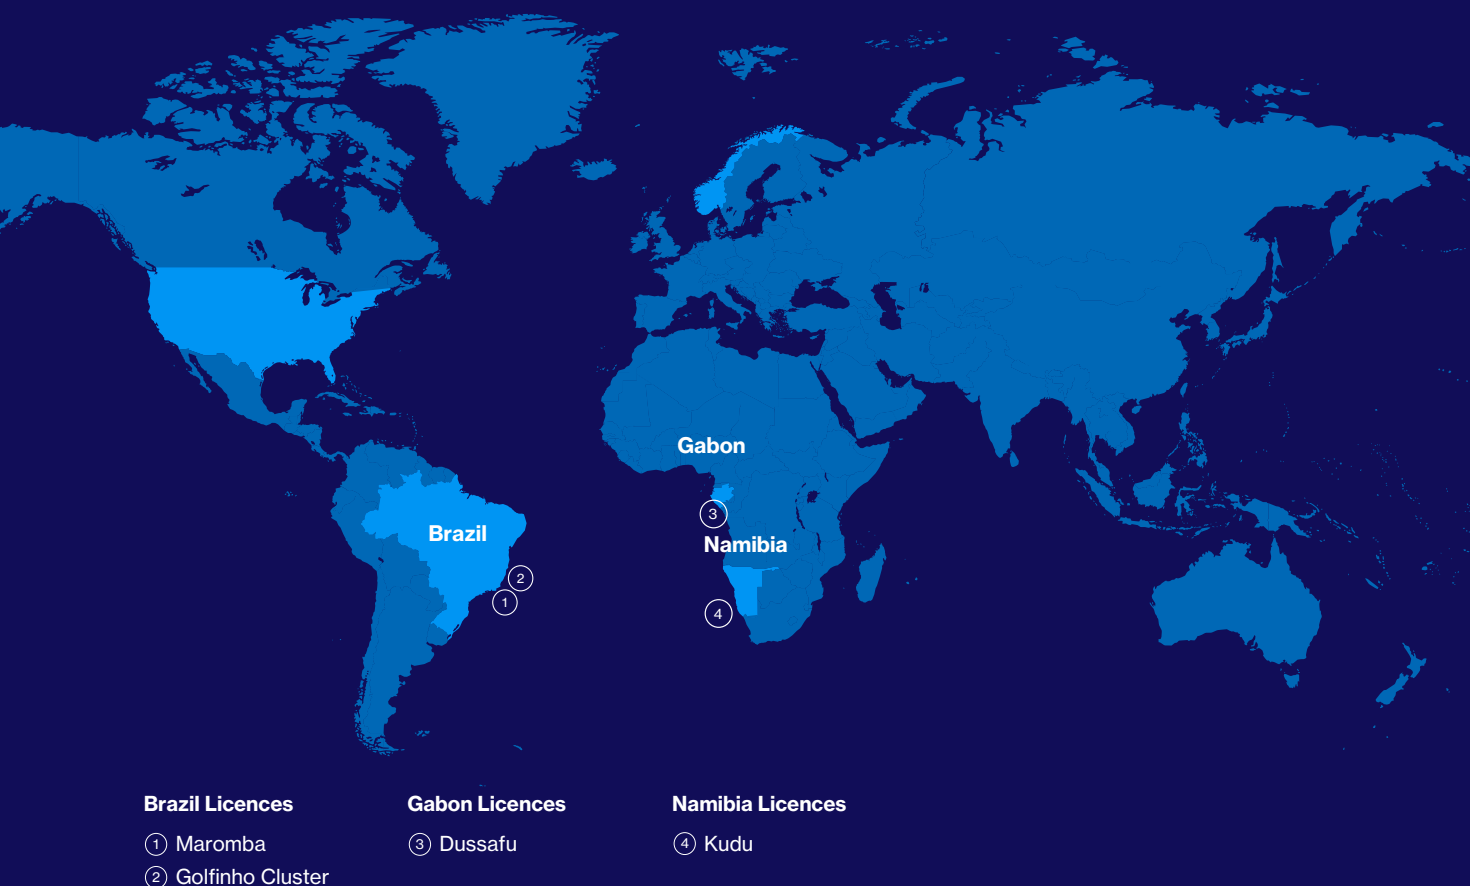 Gabon
3
Brazil
Namibia
2
1
4
Brazil Licences
1 Maromba
2 Golfinho Cluster
Gabon Licences
3 Dussafu
Namibia Licences
4 Kudu